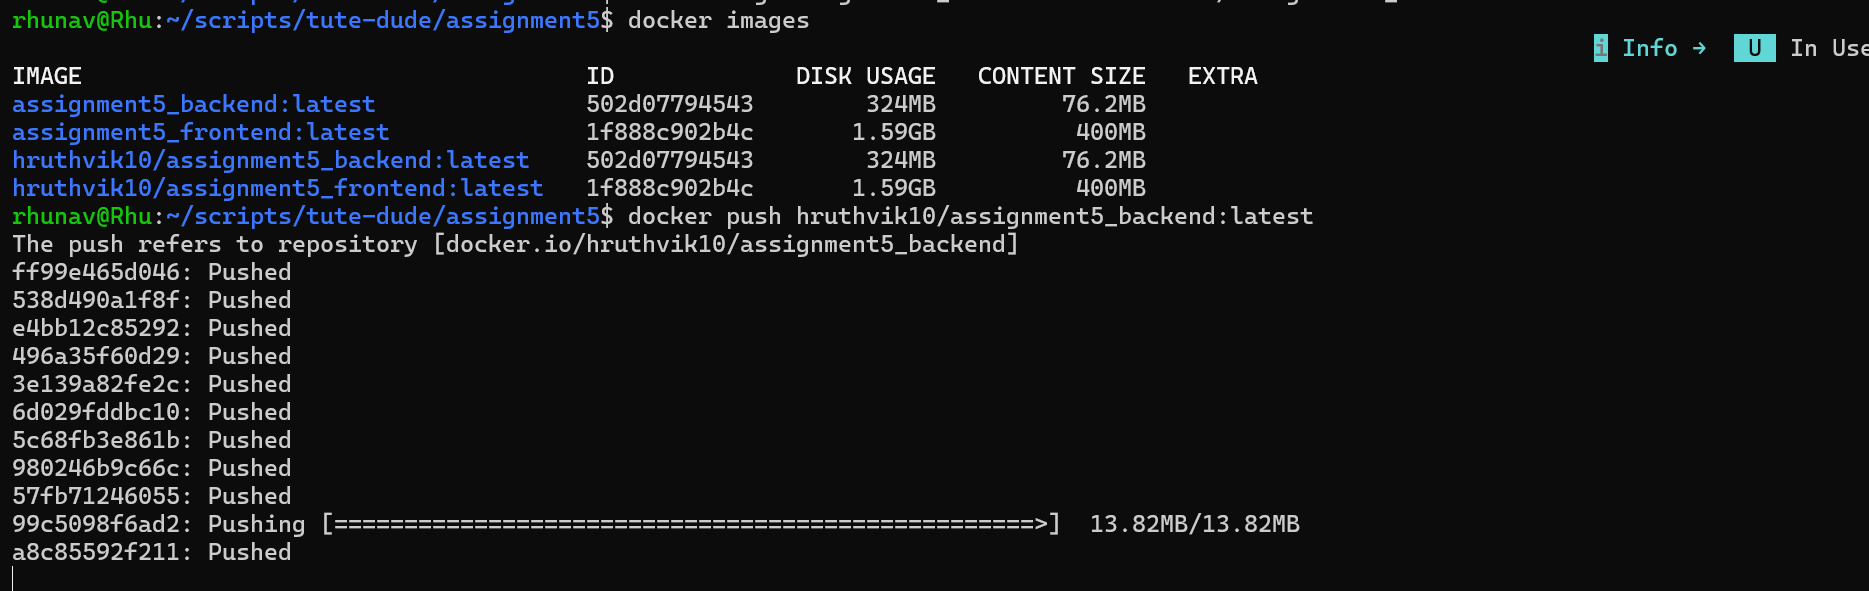 rhunav@Rhu:~/scripts/tute-dude/assignment5$ docker images
i Info → U In Use
IMAGE ID DISK USAGE CONTENT SIZE EXTRA
assignment5_backend:latest 502d07794543 324MB 76.2MB
assignment5_frontend:latest 1f888c902b4c 1.59GB 400MB
hruthvik10/assignment5_backend:latest 502d07794543 324MB 76.2MB
hruthvik10/assignment5_frontend:latest 1f888c902b4c 1.59GB 400MB
rhunav@Rhu:~/scripts/tute-dude/assignment5$ docker push hruthvik10/assignment5_backend:latest
The push refers to repository [docker.io/hruthvik10/assignment5_backend]
ff99e465d046: Pushed
538d490a1f8f: Pushed
e4bb12c85292: Pushed
496a35f60d29: Pushed
3e139a82fe2c: Pushed
6d029fddbc10: Pushed
5c68fb3e861b: Pushed
980246b9c66c: Pushed
57fb71246055: Pushed
99c5098f6ad2: Pushing [==================================================>] 13.82MB/13.82MB
a8c85592f211: Pushed